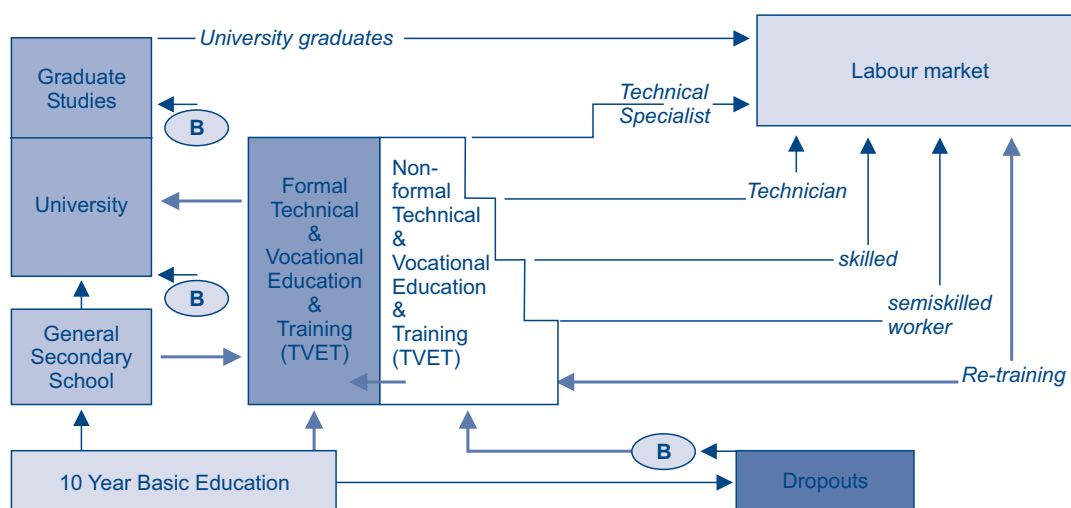 University graduates
Graduate
Studies
Labour market
Technical
Specialist
B
University
Formal
Technical
&
Vocational
Education
&
Training
(TVET)
Non-
formal
Technical
&
Vocational
Education
&
Training
(TVET)
Technician
skilled
B
semiskilled
worker
General
Secondary
School
Re-training
B
10 Year Basic Education
Dropouts